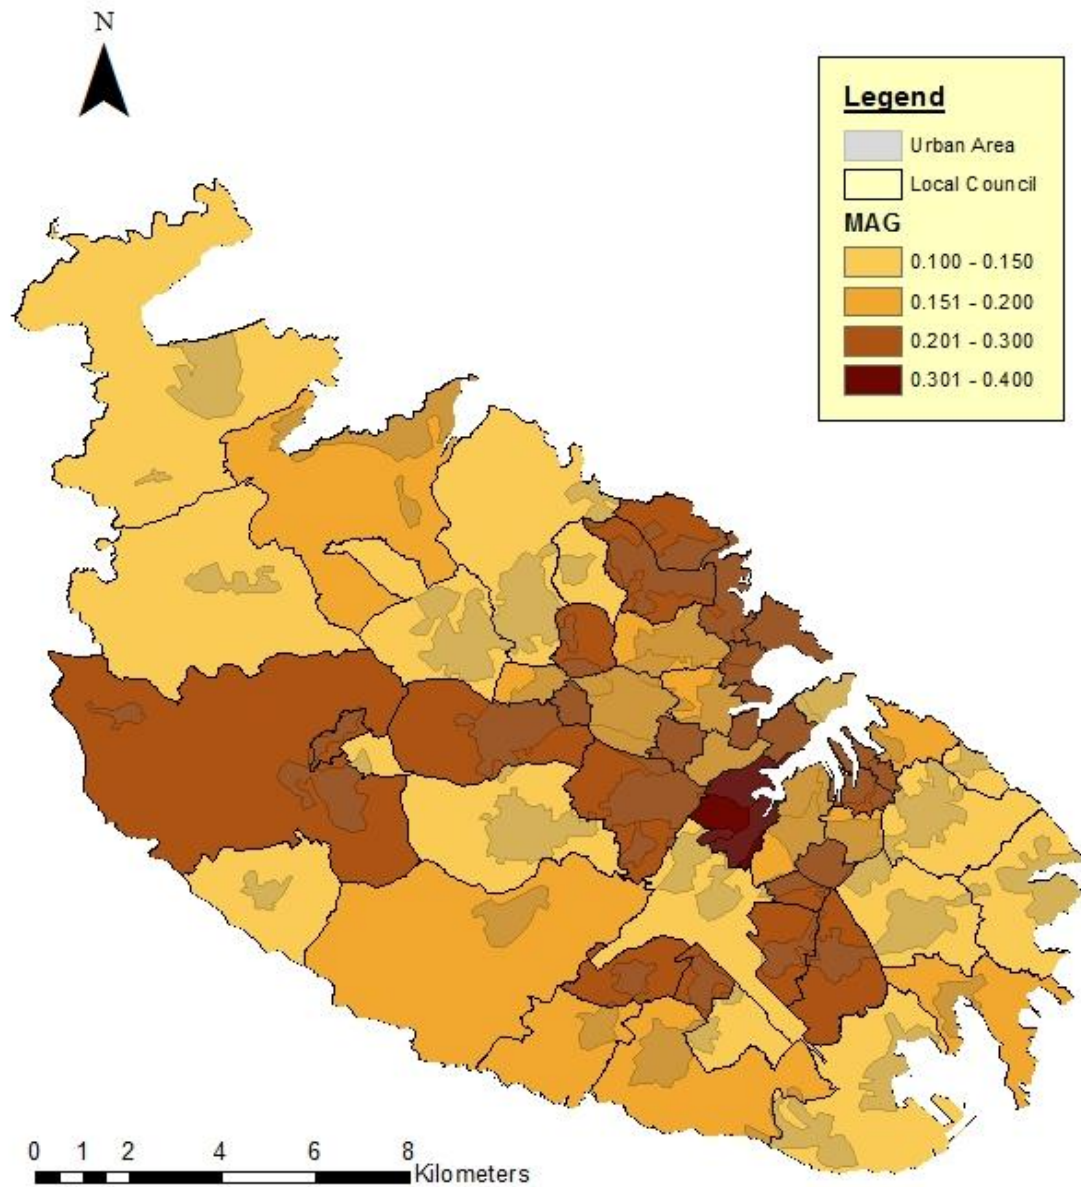 N
Legend
Urban Area
Local Council
MAG
0.100 - 0.150
0.151 - 0.200
0.201 - 0.300
0.301 - 0.400
0 1 2 4 6 8
Kilometers